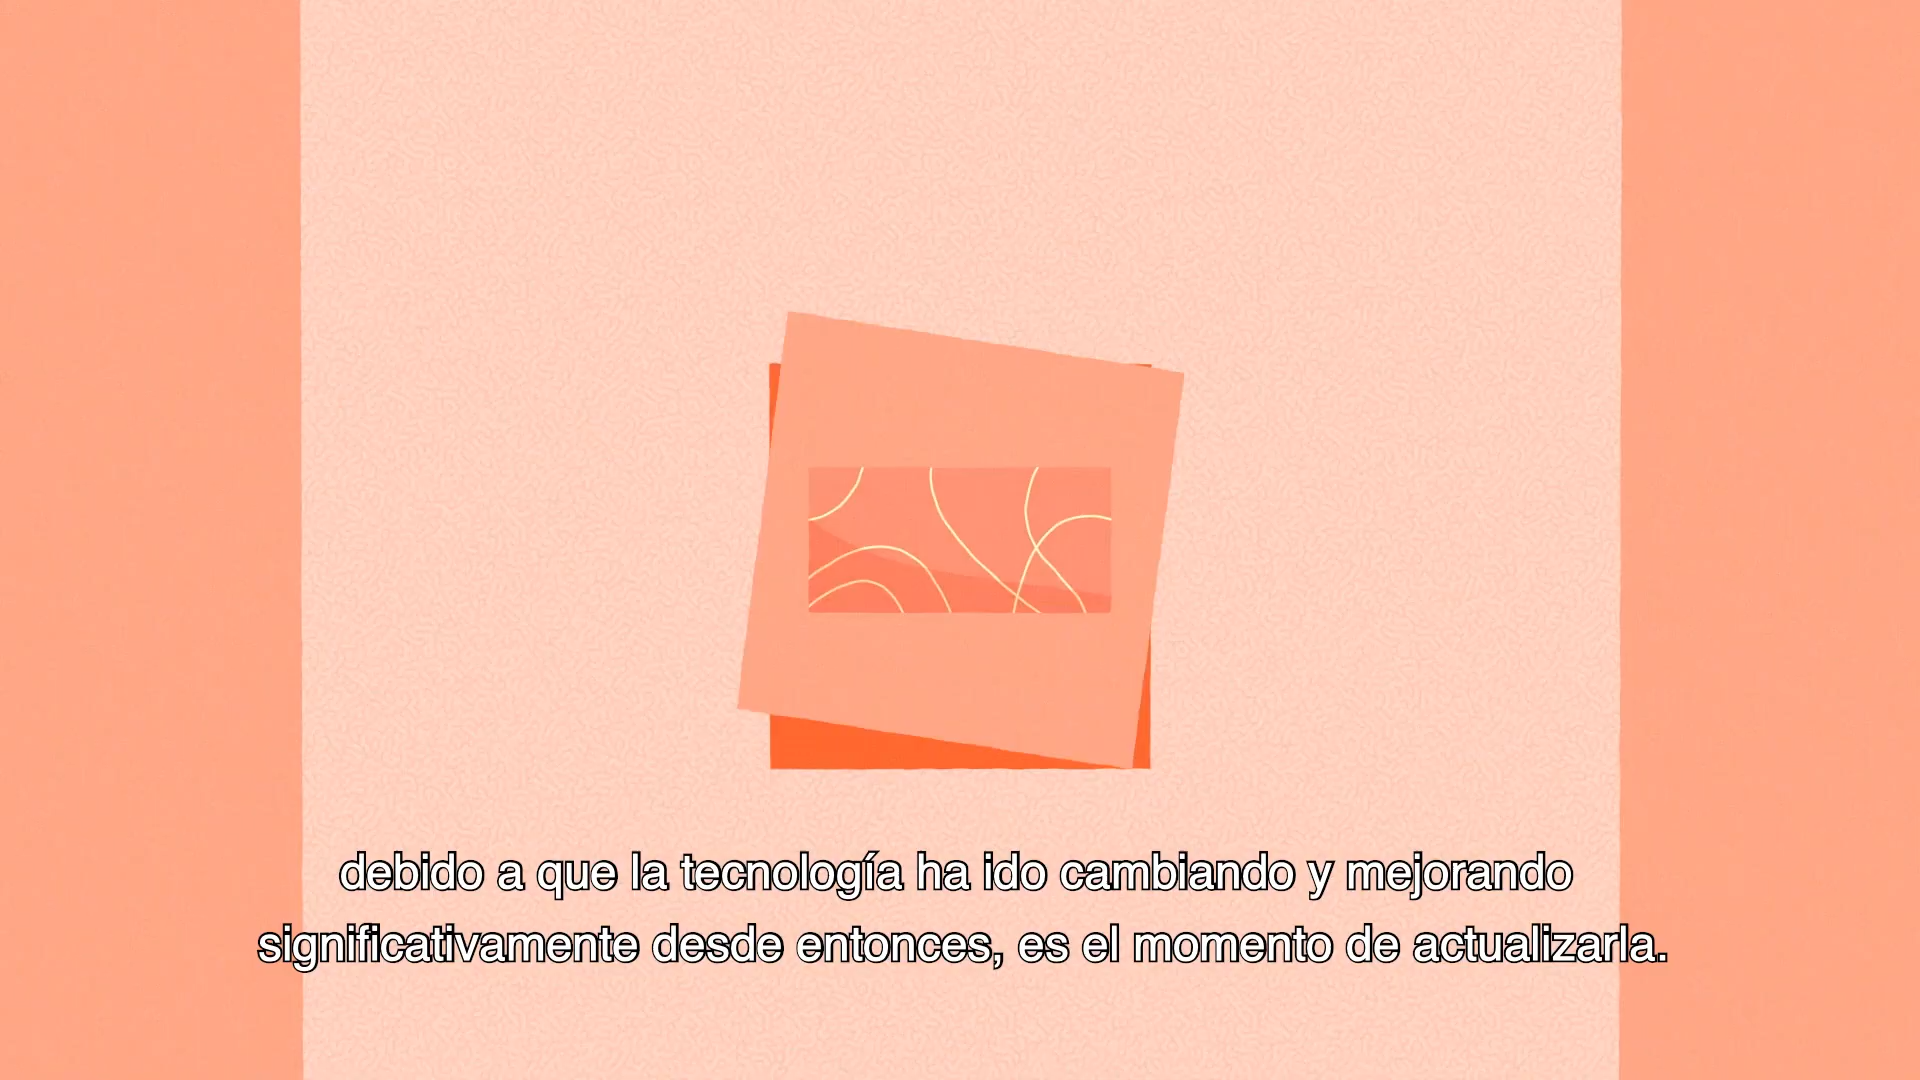 debido a que la tecnología ha ido cambiando y mejorando
significativamente desde entonces, es el momento de actualizarla.